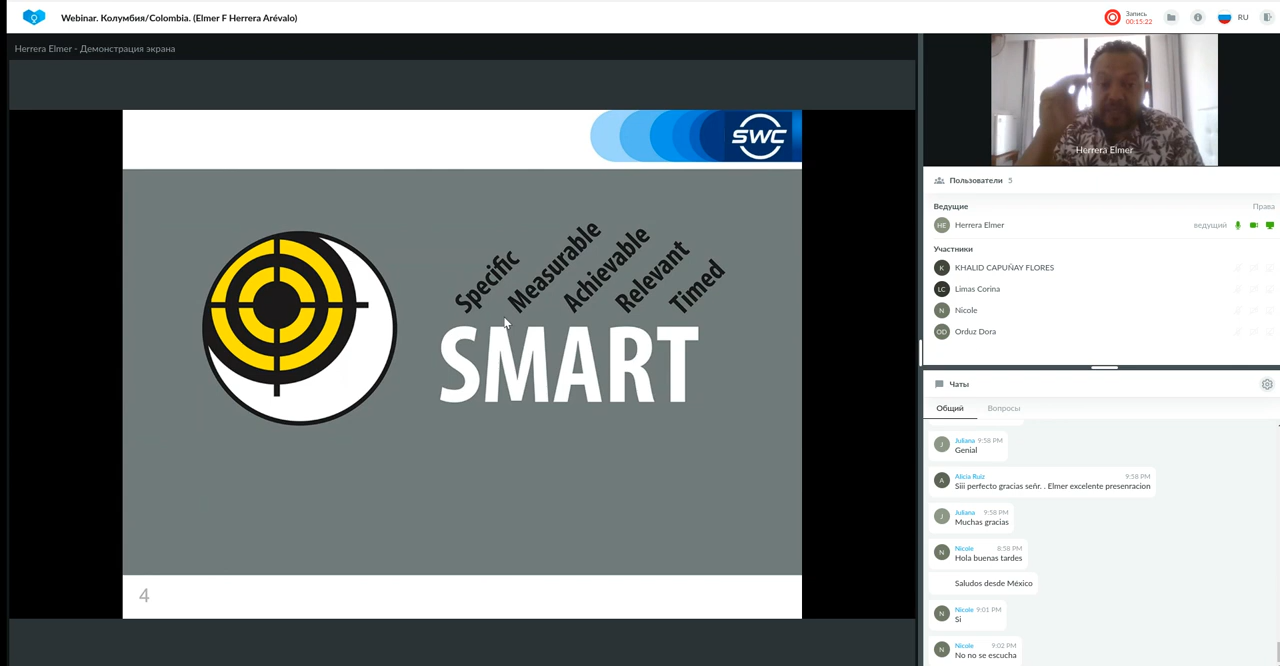 Webinar. Колумбия/Colombia. (Elmer F Herrera Arévalo)
Запись
00:15:22
RU
Herrera Elmer - Демонстрация экрана
SWC
Specific
Measurable
Achievable
Relevant
Timed
SMART
4
Herrera Elmer
Пользователи 5
Ведущие Права
HE Herrera Elmer ведущий
Участники
K KHALID CAPUÑAY FLORES
LC Limas Corina
N Nicole
OD Orduz Dora
Чаты
Общий Вопросы
J Juliana 9:58 PM
Genial
A Alicia Ruiz 9:58 PM
Siii perfecto gracias señr. . Elmer excelente presenracion
J Juliana 9:58 PM
Muchas gracias
N Nicole 8:58 PM
Hola buenas tardes
Saludos desde México
N Nicole 9:01 PM
Si
N Nicole 9:02 PM
No no se escucha